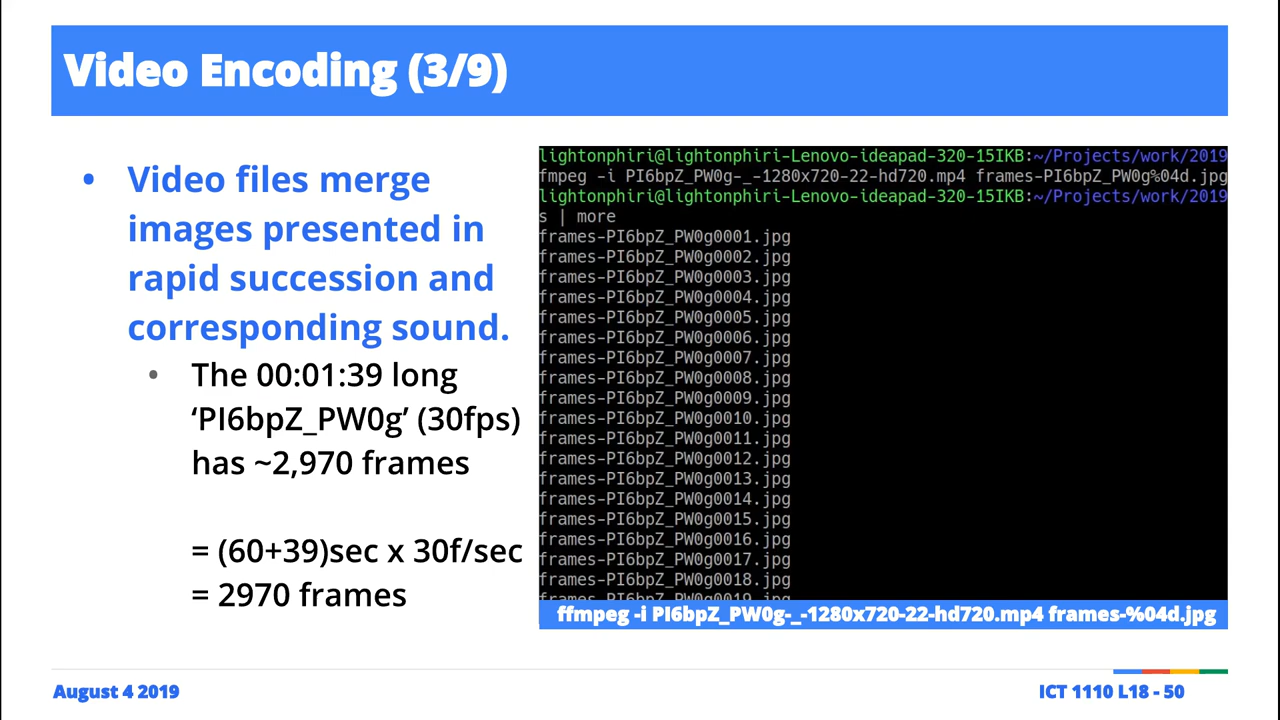 Video Encoding (3/9)
• Video files merge
images presented in
rapid succession and
corresponding sound.
• The 00:01:39 long
‘PI6bpZ_PW0g’ (30fps)
has ~2,970 frames
= (60+39)sec x 30f/sec
= 2970 frames
lightonphiri@lightonphiri-Lenovo-ideapad-320-15IKB:~/Projects/work/2019
fmpeg -i PI6bpZ_PW0g-_-1280x720-22-hd720.mp4 frames-PI6bpZ_PW0g%04d.jpg
lightonphiri@lightonphiri-Lenovo-ideapad-320-15IKB:~/Projects/work/2019
s | more
frames-PI6bpZ_PW0g0001.jpg
frames-PI6bpZ_PW0g0002.jpg
frames-PI6bpZ_PW0g0003.jpg
frames-PI6bpZ_PW0g0004.jpg
frames-PI6bpZ_PW0g0005.jpg
frames-PI6bpZ_PW0g0006.jpg
frames-PI6bpZ_PW0g0007.jpg
frames-PI6bpZ_PW0g0008.jpg
frames-PI6bpZ_PW0g0009.jpg
frames-PI6bpZ_PW0g0010.jpg
frames-PI6bpZ_PW0g0011.jpg
frames-PI6bpZ_PW0g0012.jpg
frames-PI6bpZ_PW0g0013.jpg
frames-PI6bpZ_PW0g0014.jpg
frames-PI6bpZ_PW0g0015.jpg
frames-PI6bpZ_PW0g0016.jpg
frames-PI6bpZ_PW0g0017.jpg
frames-PI6bpZ_PW0g0018.jpg
ffmpeg -i PI6bpZ_PW0g-_-1280x720-22-hd720.mp4 frames-%04d.jpg
August 4 2019
ICT 1110 L18 - 50